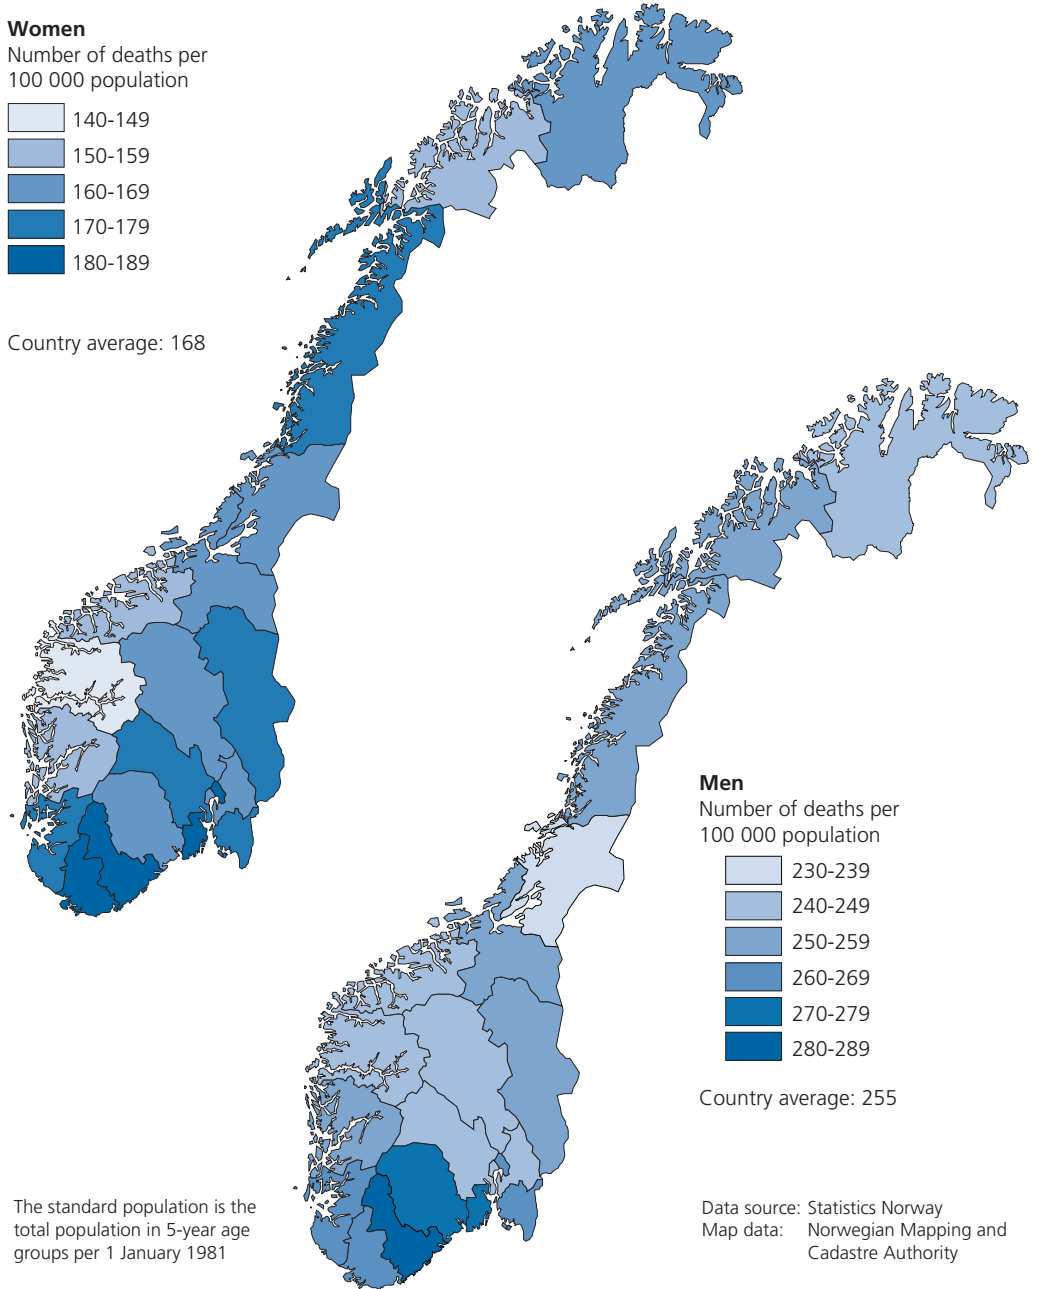 Women
Number of deaths per
100 000 population
140-149
150-159
160-169
170-179
180-189
Country average: 168
Men
Number of deaths per
100 000 population
230-239
240-249
250-259
260-269
270-279
280-289
Country average: 255
The standard population is the
total population in 5-year age
groups per 1 January 1981
Data source: Statistics Norway
Map data: Norwegian Mapping and
Cadastre Authority